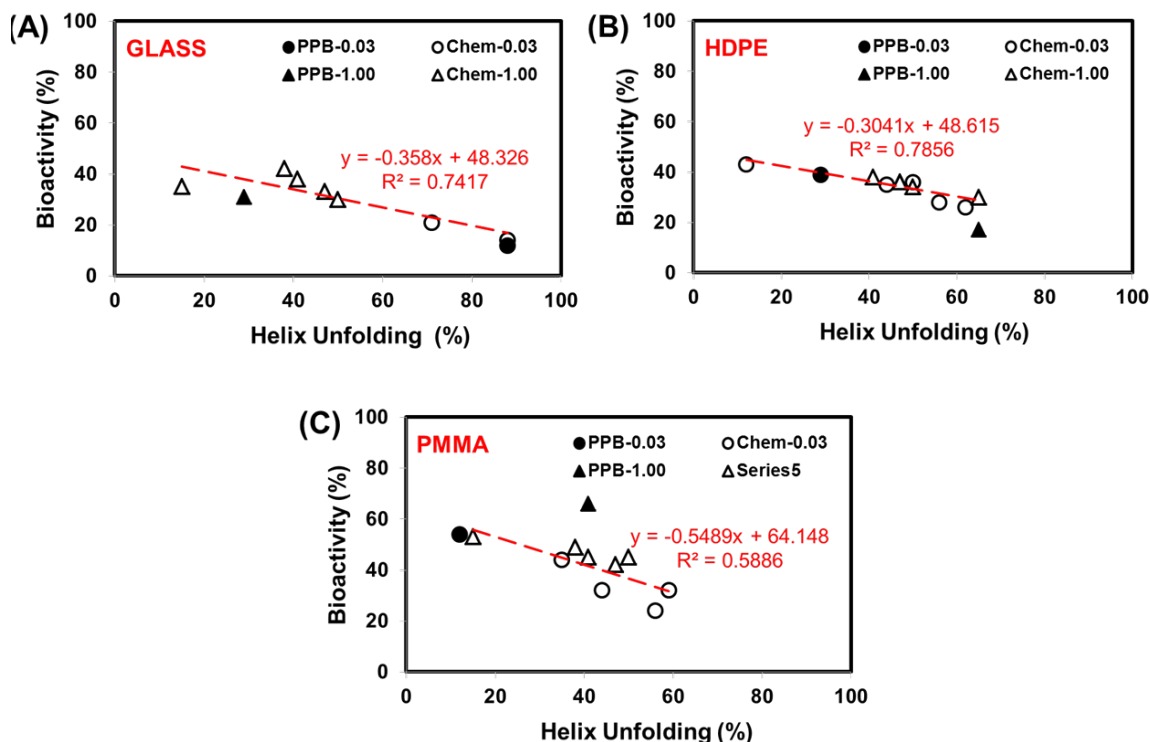 (A)
GLASS
PPB-0.03 Chem-0.03
PPB-1.00 Chem-1.00
y = -0.358x + 48.326
R² = 0.7417
Bioactivity (%)
100
80
60
40
20
0
0 20 40 60 80 100
Helix Unfolding (%)
(B)
HDPE
PPB-0.03 Chem-0.03
PPB-1.00 Chem-1.00
y = -0.3041x + 48.615
R² = 0.7856
Bioactivity (%)
100
80
60
40
20
0
0 20 40 60 80 100
Helix Unfolding (%)
(C)
PMMA
PPB-0.03 Chem-0.03
PPB-1.00 Series5
y = -0.5489x + 64.148
R² = 0.5886
Bioactivity (%)
100
80
60
40
20
0
0 20 40 60 80 100
Helix Unfolding (%)